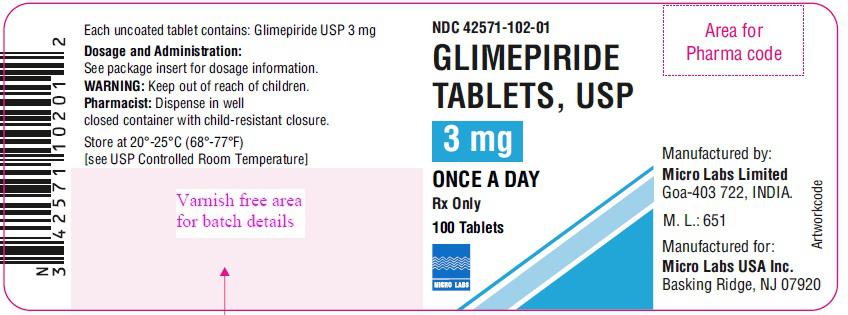 N
3 42571 10201 2
Each uncoated tablet contains: Glimepiride USP 3 mg
Dosage and Administration:
See package insert for dosage information.
WARNING: Keep out of reach of children.
Pharmacist: Dispense in well
closed container with child-resistant closure.
Store at 20°-25°C (68°-77°F)
[see USP Controlled Room Temperature]
Varnish free area
for batch details
NDC 42571-102-01
GLIMEPIRIDE
TABLETS, USP
3 mg
ONCE A DAY
Rx Only
100 Tablets
MICRO LABS
Area for
Pharma code
Manufactured by:
Micro Labs Limited
Goa-403 722, INDIA.
M. L.: 651
Manufactured for:
Micro Labs USA Inc.
Basking Ridge, NJ 07920
Artworkcode